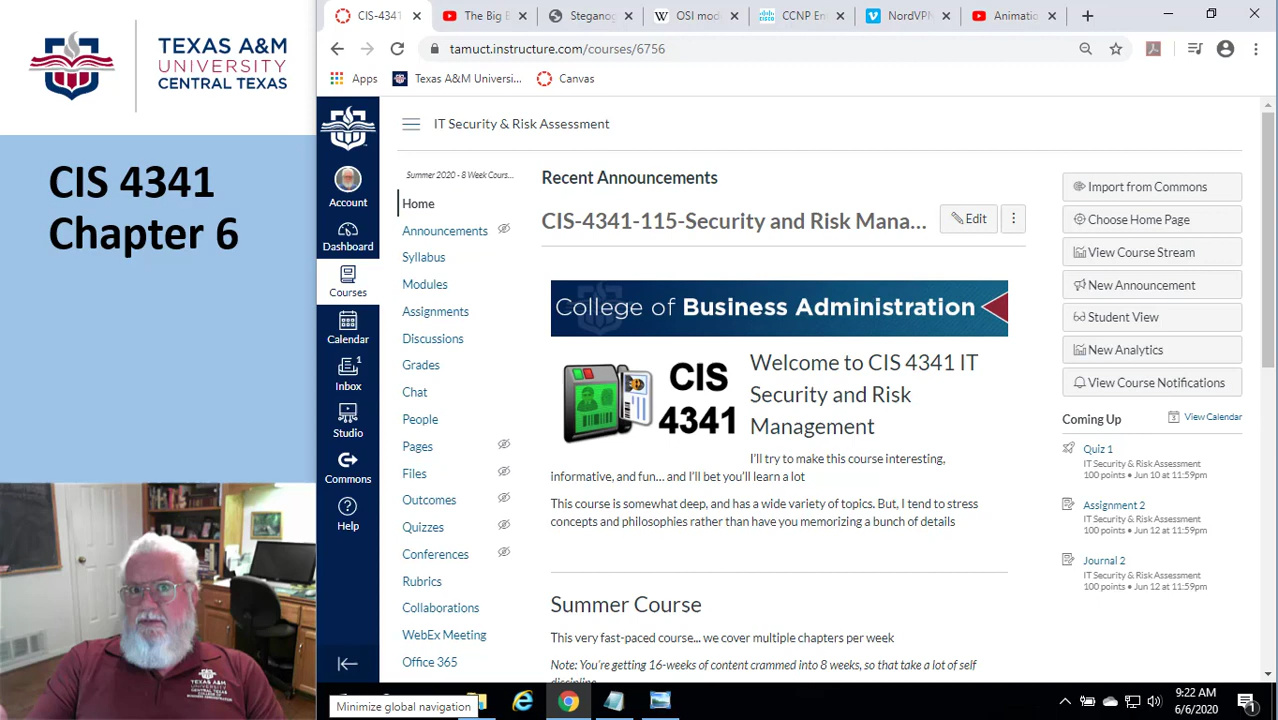 TEXAS A&M
UNIVERSITY
CENTRAL TEXAS
CIS 4341
Chapter 6
TEXAS A&M
UNIVERSITY
CENTRAL TEXAS
CIS-4341
The Big B
Steganog
OSI mod
CCNP En
NordVPN
Animatio
tamuct.instructure.com/courses/6756
Apps
Texas A&M Universi...
Canvas
Account
Dashboard
Courses
Calendar
1
Inbox
Studio
Commons
Help
IT Security & Risk Assessment
Summer 2020 - 8 Week Cours...
Home
Announcements
Syllabus
Modules
Assignments
Discussions
Grades
Chat
People
Pages
Files
Outcomes
Quizzes
Conferences
Rubrics
Collaborations
WebEx Meeting
Office 365
Recent Announcements
CIS-4341-115-Security and Risk Mana...
Edit
College of Business Administration
CIS
4341
Welcome to CIS 4341 IT
Security and Risk
Management
I'll try to make this course interesting,
informative, and fun... and I'll bet you'll learn a lot
This course is somewhat deep, and has a wide variety of topics. But, I tend to stress
concepts and philosophies rather than have you memorizing a bunch of details
Summer Course
This very fast-paced course... we cover multiple chapters per week
Note: You're getting 16-weeks of content crammed into 8 weeks, so that take a lot of self
discipline
Import from Commons
Choose Home Page
View Course Stream
New Announcement
Student View
New Analytics
View Course Notifications
Coming Up
View Calendar
Quiz 1
IT Security & Risk Assessment
100 points • Jun 10 at 11:59pm
Assignment 2
IT Security & Risk Assessment
100 points • Jun 12 at 11:59pm
Journal 2
IT Security & Risk Assessment
100 points • Jun 12 at 11:59pm
Minimize global navigation
9:22 AM
6/6/2020
1